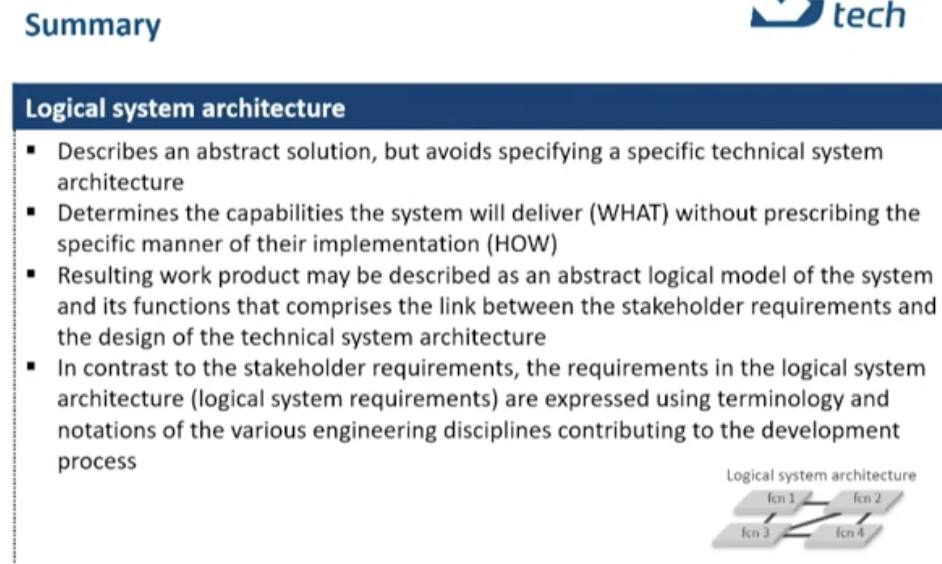 Summary
tech
Logical system architecture
▪ Describes an abstract solution, but avoids specifying a specific technical system
architecture
▪ Determines the capabilities the system will deliver (WHAT) without prescribing the
specific manner of their implementation (HOW)
▪ Resulting work product may be described as an abstract logical model of the system
and its functions that comprises the link between the stakeholder requirements and
the design of the technical system architecture
▪ In contrast to the stakeholder requirements, the requirements in the logical system
architecture (logical system requirements) are expressed using terminology and
notations of the various engineering disciplines contributing to the development
process
Logical system architecture
fcn 1 fcn 2
fcn 3 fcn 4